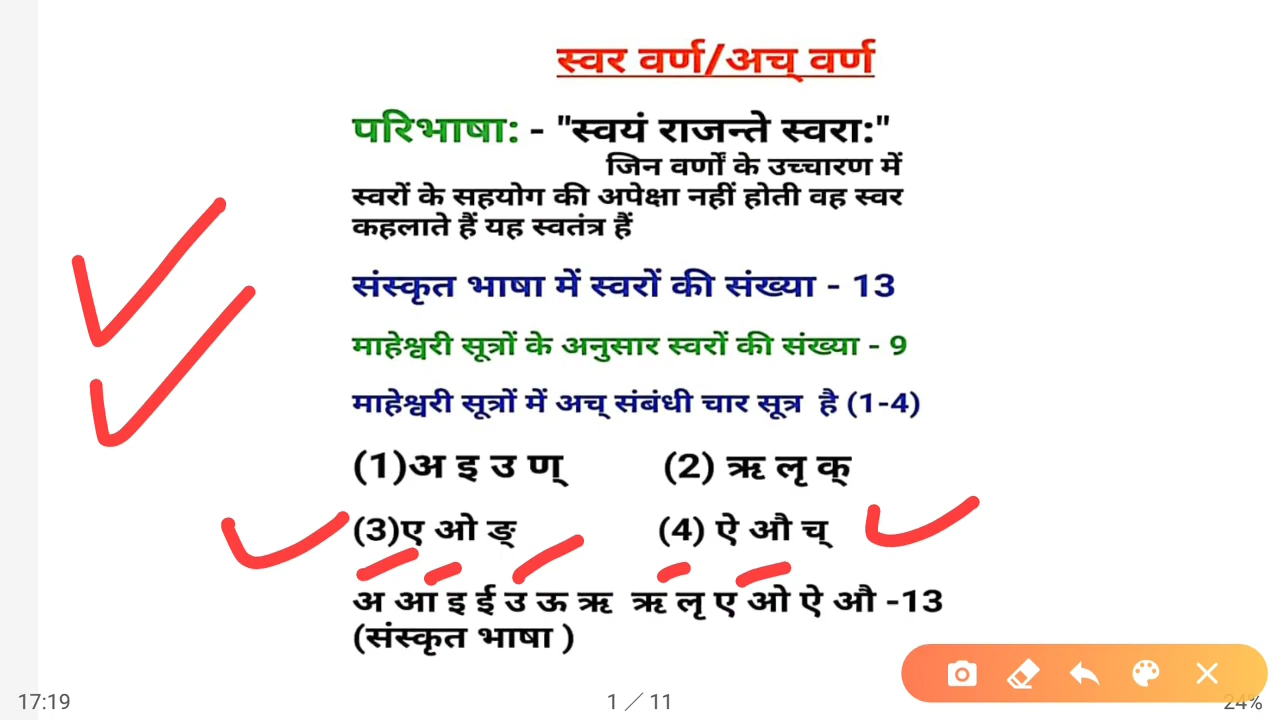 स्वर वर्ण/अच् वर्ण
परिभाषा: - "स्वयं राजन्ते स्वरा:"
जिन वर्णों के उच्चारण में
स्वरों के सहयोग की अपेक्षा नहीं होती वह स्वर
कहलाते हैं यह स्वतंत्र हैं
संस्कृत भाषा में स्वरों की संख्या - 13
माहेश्वरी सूत्रों के अनुसार स्वरों की संख्या - 9
माहेश्वरी सूत्रों में अच् संबंधी चार सूत्र है (1-4)
(1)अ इ उ ण् (2) ऋ लृ क्
(3)ए ओ ङ् (4) ऐ औ च्
अ आ इ ई उ ऊ ऋ ऋ लृ ए ओ ऐ औ -13
(संस्कृत भाषा )
17:19 1 / 11 24%